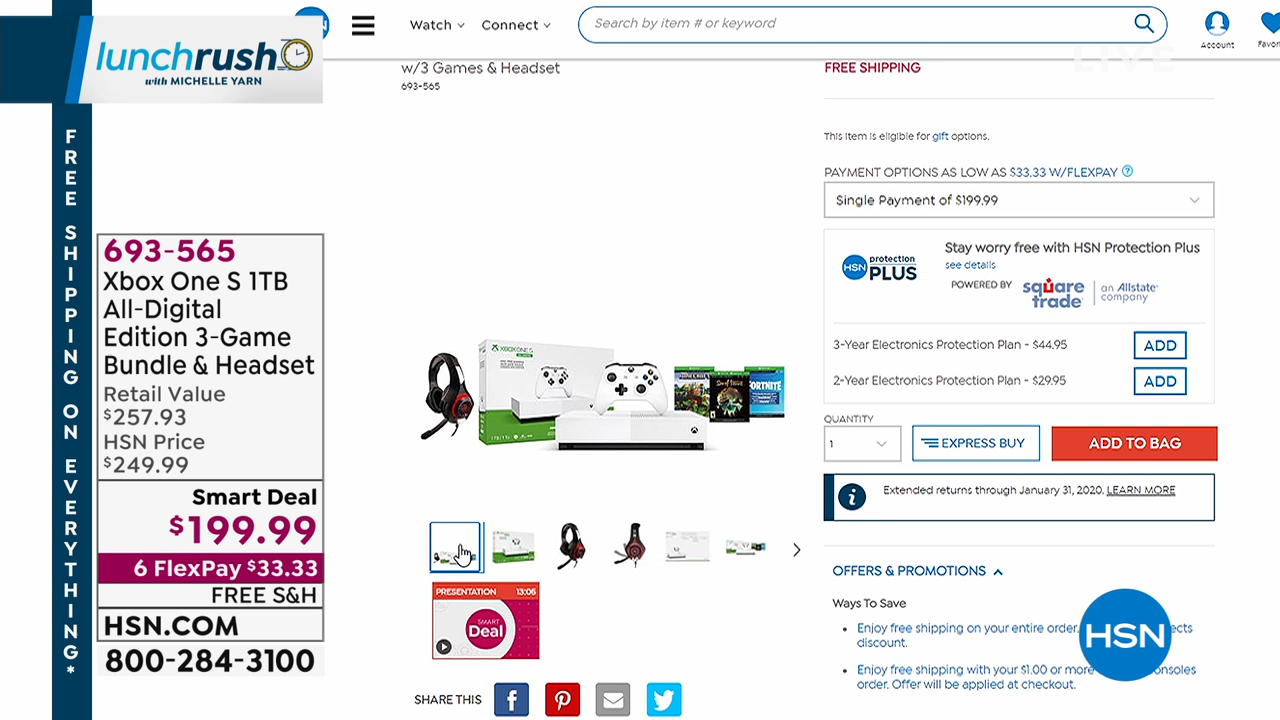 lunchrush
with MICHELLE YARN
Watch
Connect
Search by item # or keyword
Account
LIVE
FREE SHIPPING ON EVERYTHING*
693-565
Xbox One S 1TB
All-Digital
Edition 3-Game
Bundle & Headset
Retail Value
$257.93
HSN Price
$249.99
Smart Deal
$199.99
6 FlexPay $33.33
FREE S&H
HSN.COM
800-284-3100
w/3 Games & Headset
693-565
XBOX ONE S
FORTNITE
PRESENTATION 13:06
SMART
Deal
SHARE THIS
FREE SHIPPING
This item is eligible for gift options.
PAYMENT OPTIONS AS LOW AS $33.33 W/FLEXPAY ?
Single Payment of $199.99
HSN protection PLUS
Stay worry free with HSN Protection Plus
see details
POWERED BY square trade an Allstate company
3-Year Electronics Protection Plan - $44.95 ADD
2-Year Electronics Protection Plan - $29.95 ADD
QUANTITY
1 EXPRESS BUY ADD TO BAG
Extended returns through January 31, 2020. LEARN MORE
OFFERS & PROMOTIONS
Ways To Save
Enjoy free shipping on your entire order.
discount.
Enjoy free shipping with your $1.00 or more
order. Offer will be applied at checkout.
HSN